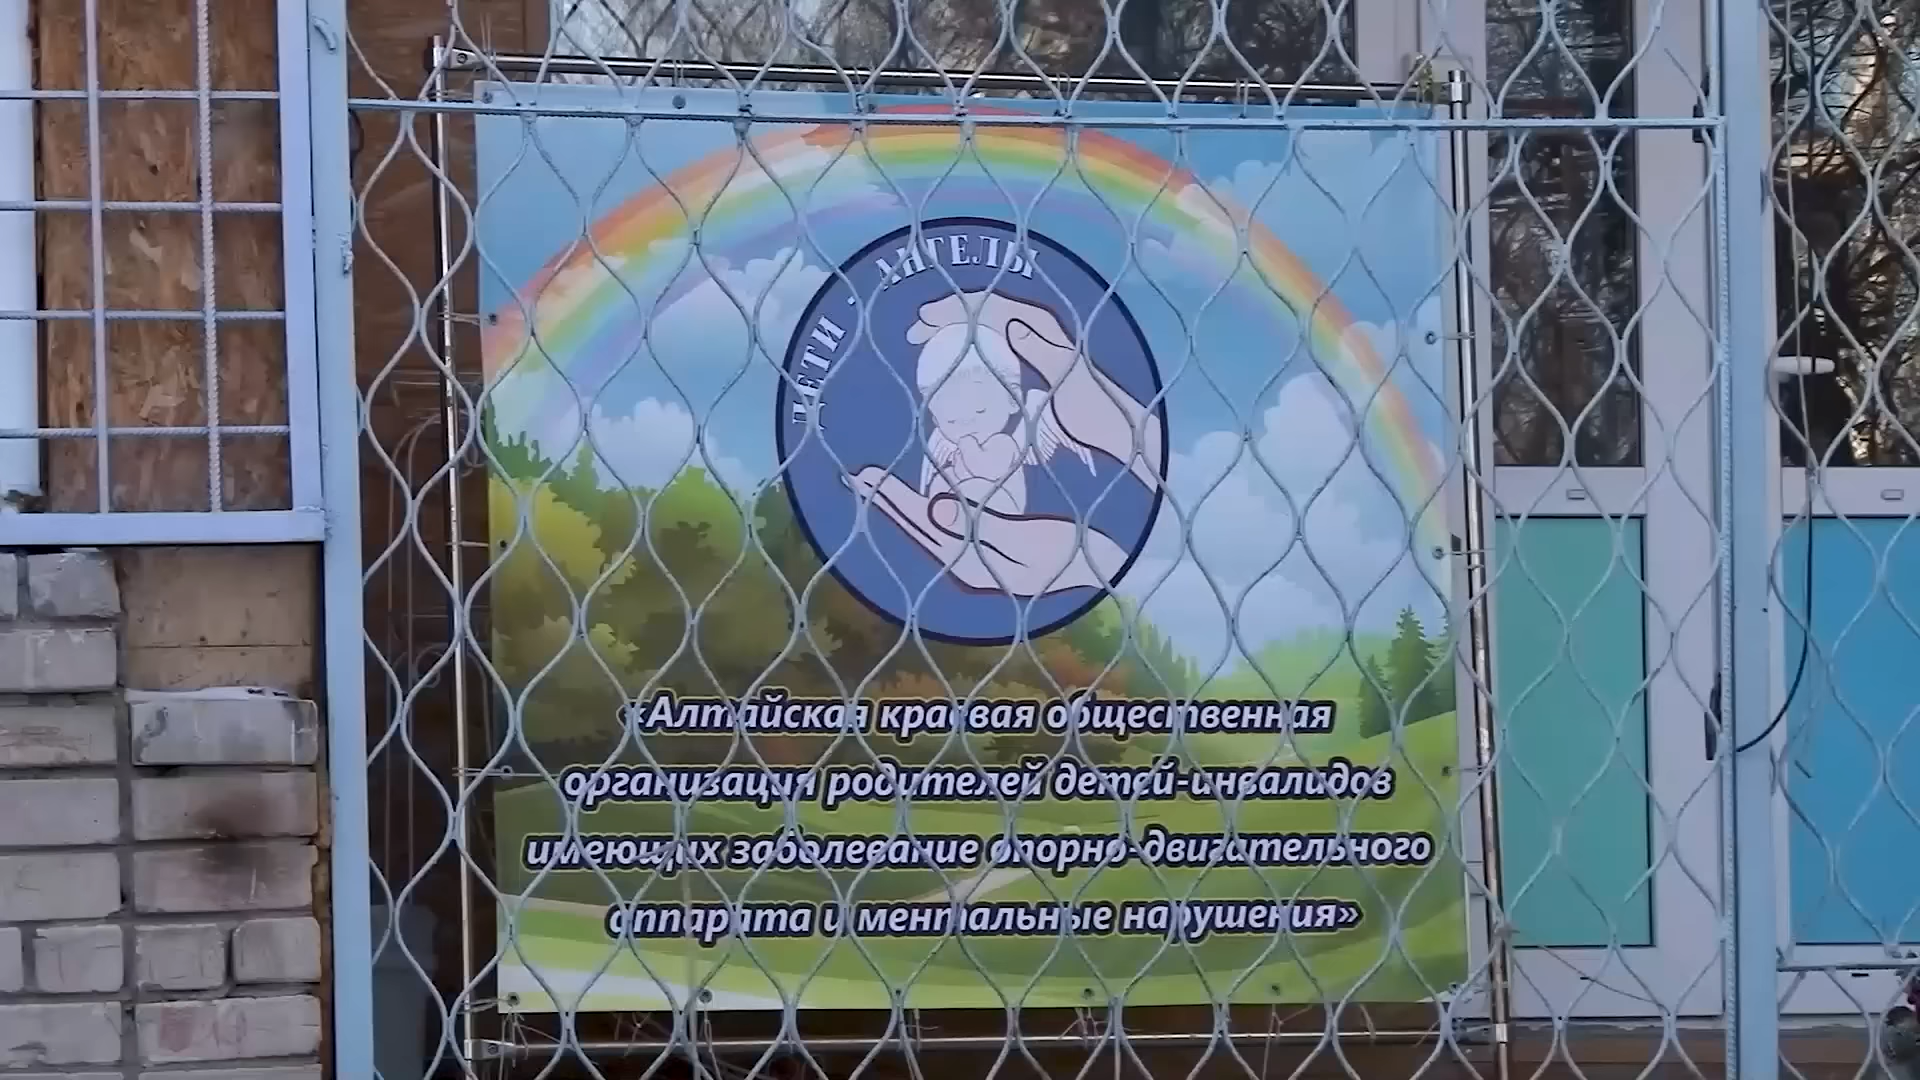 ДЕТИ · АНГЕЛЫ
«Алтайская краевая общественная
организация родителей детей-инвалидов
имеющих заболевание опорно-двигательного
аппарата и ментальные нарушения»